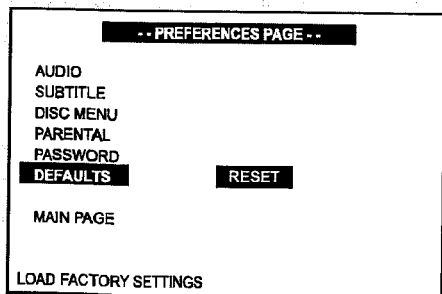 -- PREFERENCES PAGE --
AUDIO
SUBTITLE
DISC MENU
PARENTAL
PASSWORD
DEFAULTS RESET
MAIN PAGE
LOAD FACTORY SETTINGS